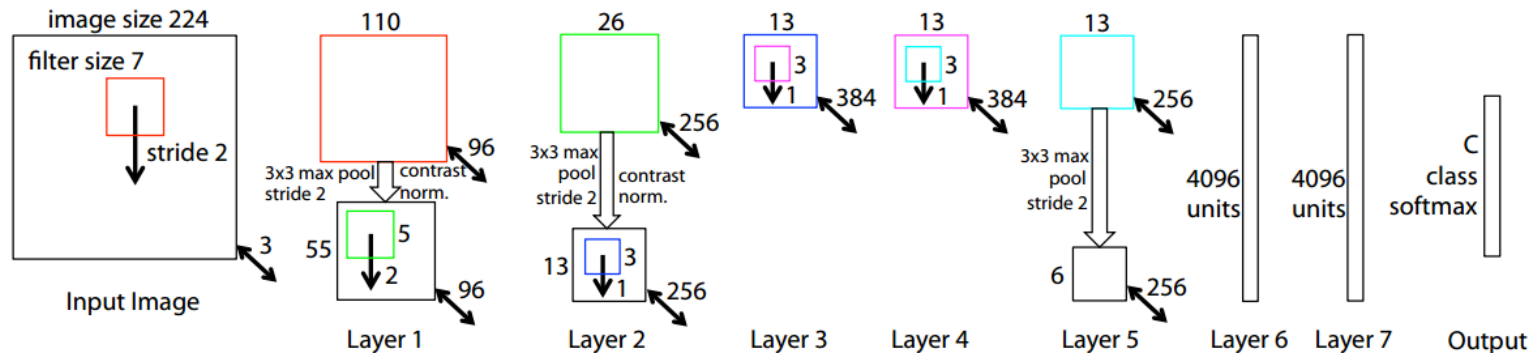 image size 224
filter size 7
stride 2
3
Input Image
110
96
3x3 max pool
stride 2
contrast
norm.
55
5
2
96
Layer 1
26
256
3x3 max
pool
stride 2
contrast
norm.
13
3
1
256
Layer 2
13
3
1
384
Layer 3
13
3
1
384
Layer 4
13
256
3x3 max
pool
stride 2
6
256
Layer 5
4096
units
Layer 6
4096
units
Layer 7
C
class
softmax
Output